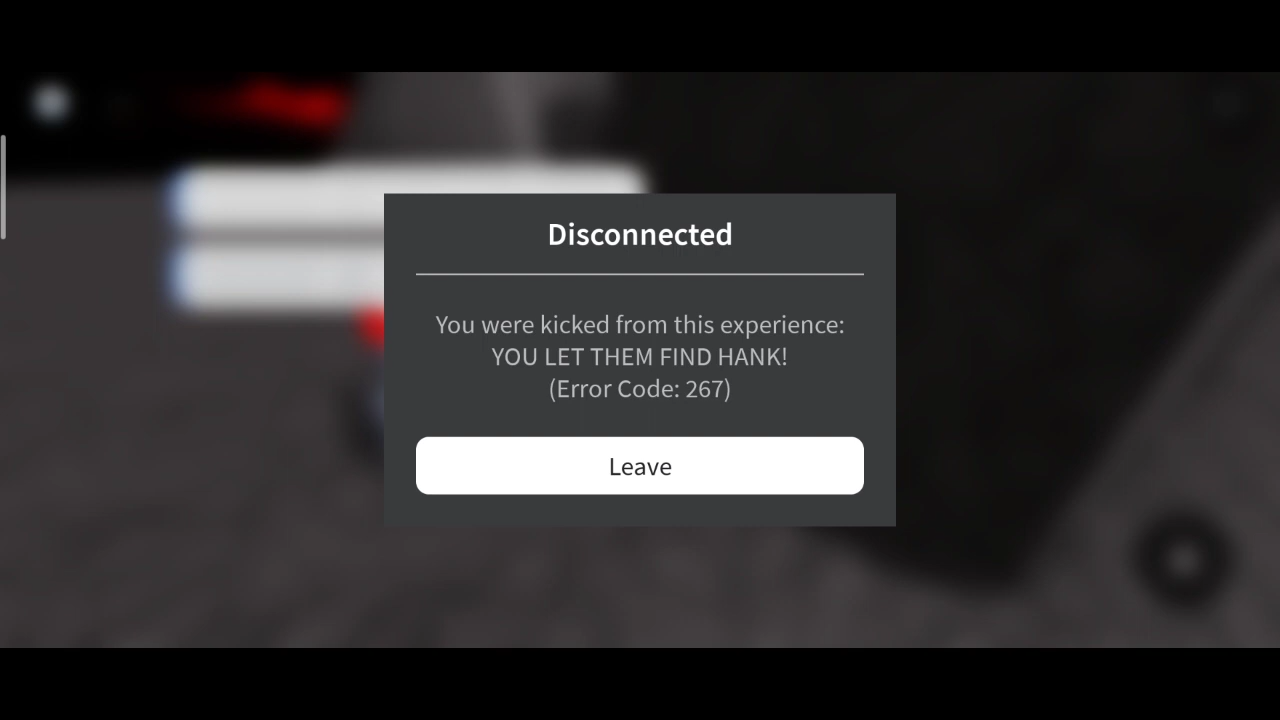 Disconnected
You were kicked from this experience:
YOU LET THEM FIND HANK!
(Error Code: 267)
Leave